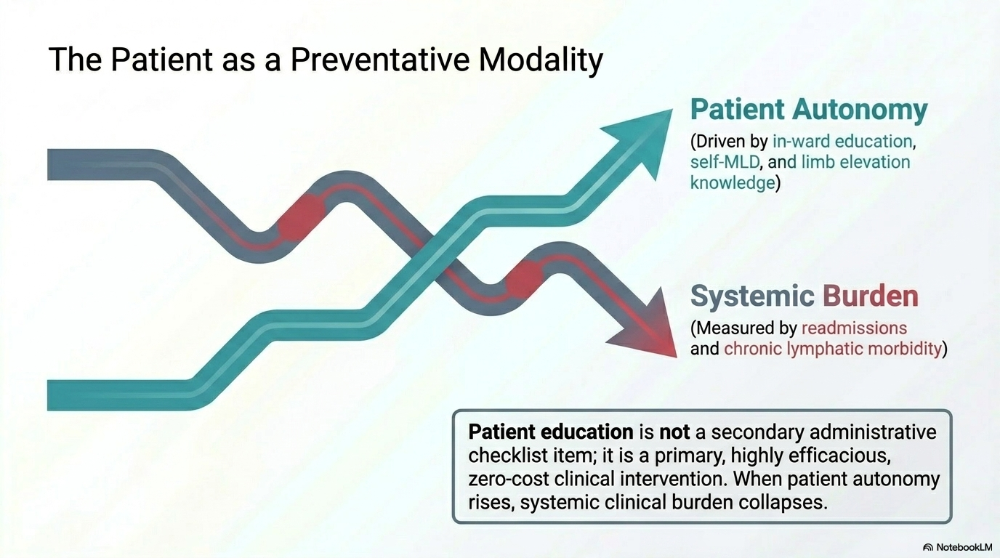 The Patient as a Preventative Modality
Patient Autonomy
(Driven by in-ward education,
self-MLD, and limb elevation
knowledge)
Systemic Burden
(Measured by readmissions
and chronic lymphatic morbidity)
Patient education is not a secondary administrative
checklist item; it is a primary, highly efficacious,
zero-cost clinical intervention. When patient autonomy
rises, systemic clinical burden collapses.
NotebookLM